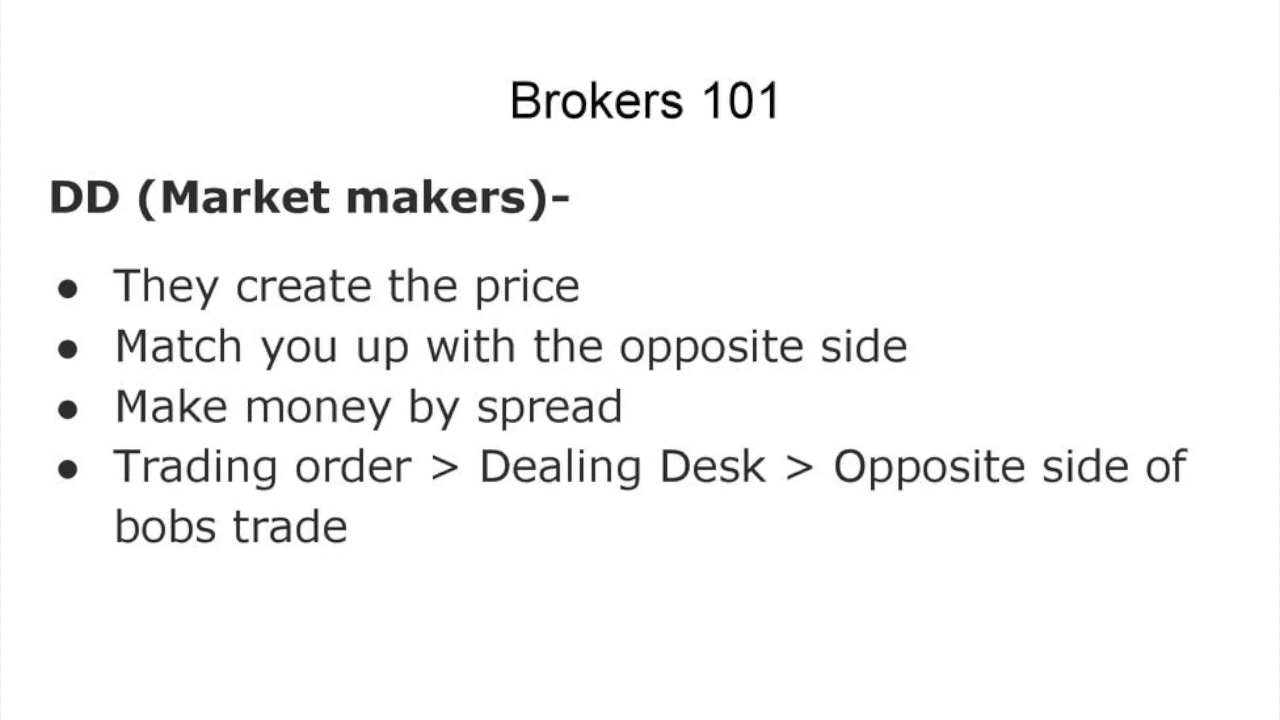 Brokers 101
DD (Market makers)-
● They create the price
● Match you up with the opposite side
● Make money by spread
● Trading order > Dealing Desk > Opposite side of
bobs trade